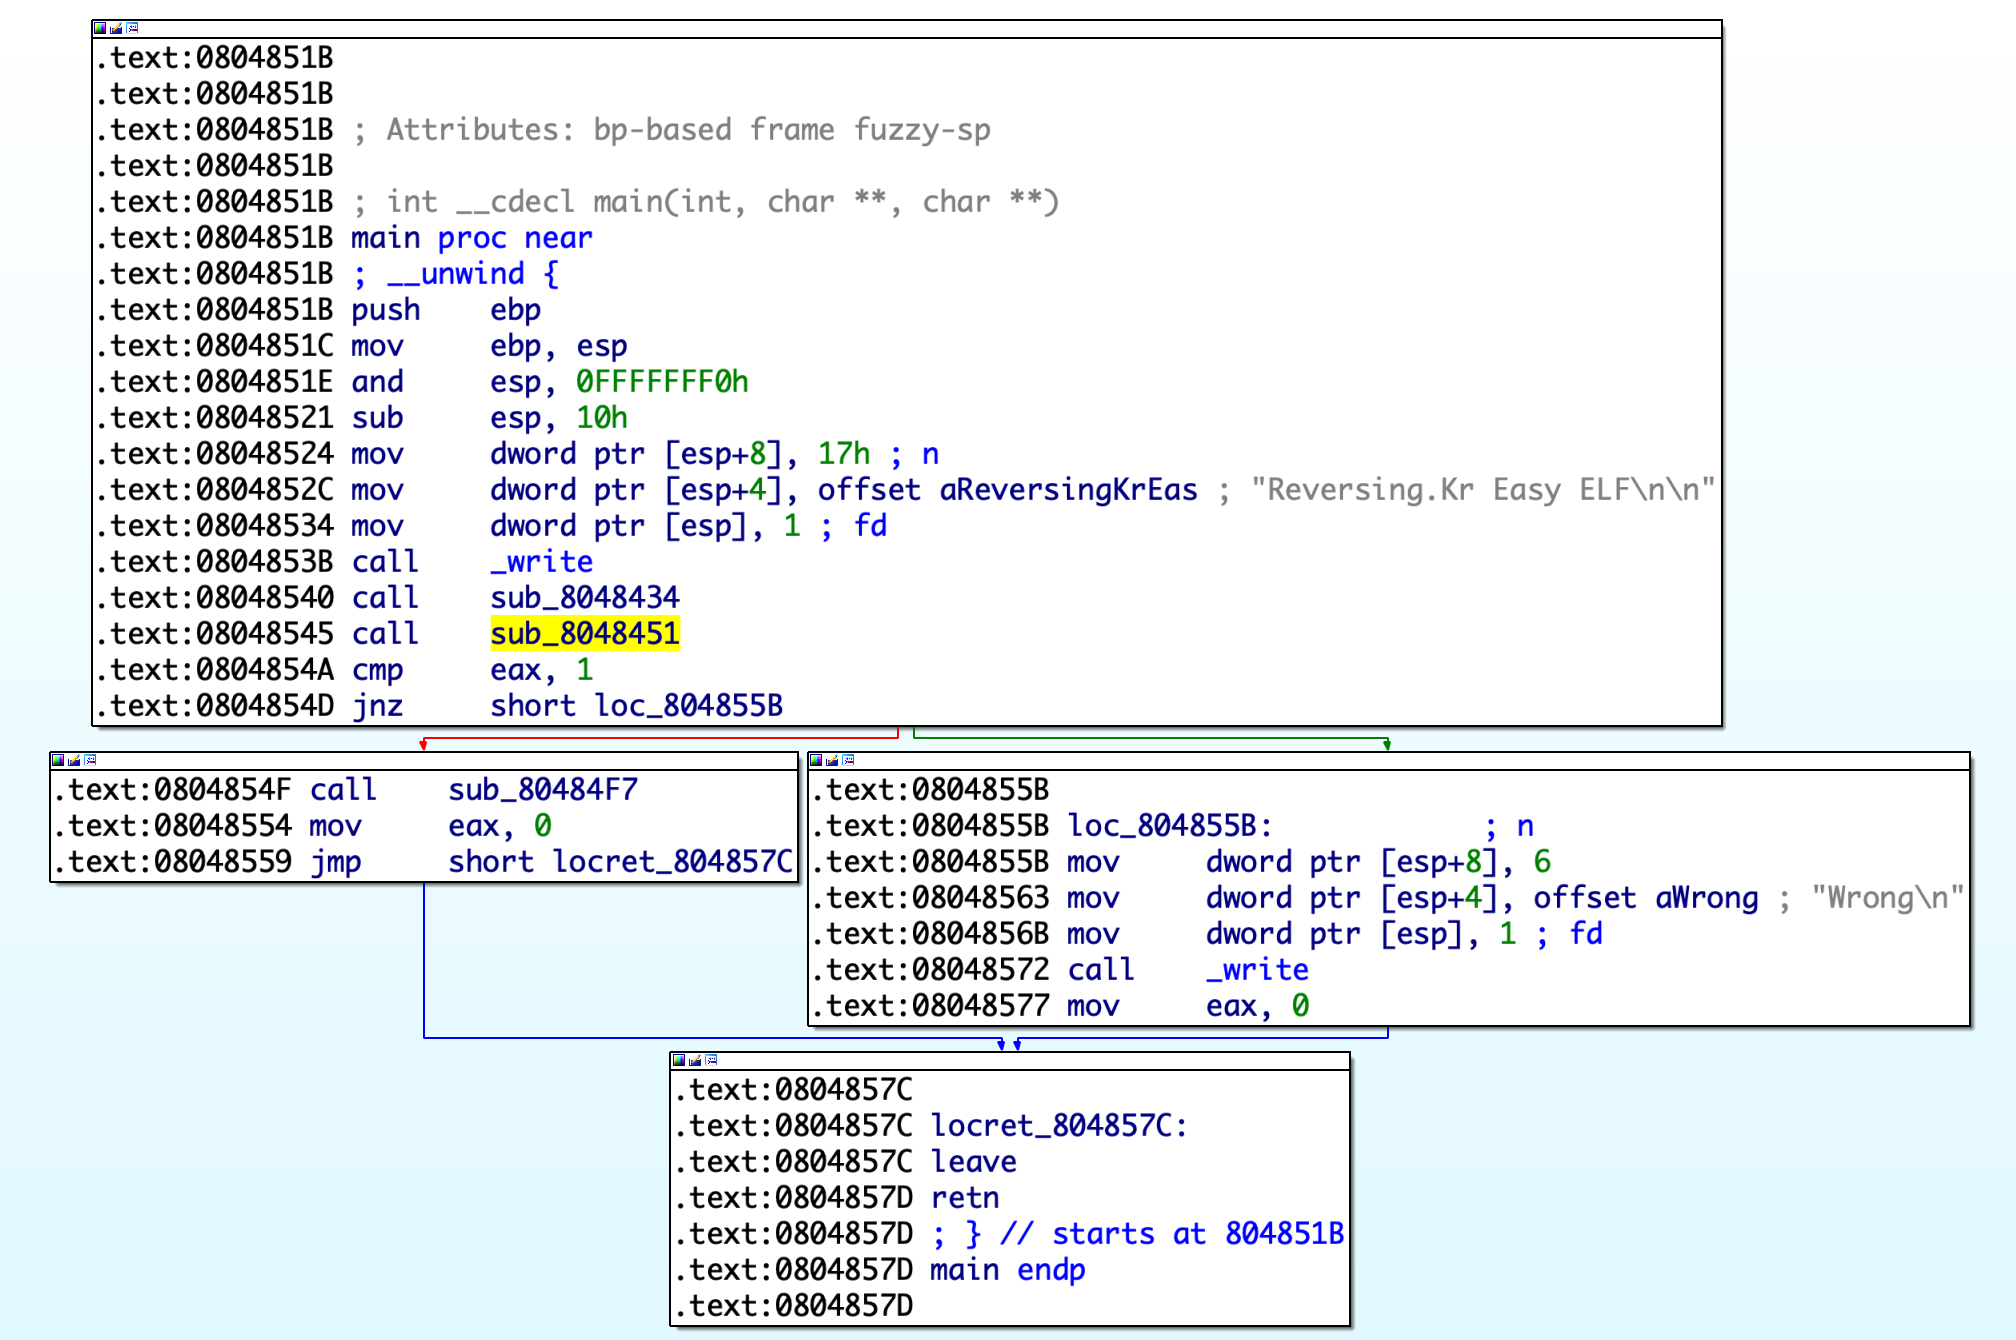 .text:0804851B
.text:0804851B
.text:0804851B ; Attributes: bp-based frame fuzzy-sp
.text:0804851B
.text:0804851B ; int __cdecl main(int, char **, char **)
.text:0804851B main proc near
.text:0804851B ; __unwind {
.text:0804851B push    ebp
.text:0804851C mov     ebp, esp
.text:0804851E and     esp, 0FFFFFFF0h
.text:08048521 sub     esp, 10h
.text:08048524 mov     dword ptr [esp+8], 17h ; n
.text:0804852C mov     dword ptr [esp+4], offset aReversingKrEas ; "Reversing.Kr Easy ELF\n\n"
.text:08048534 mov     dword ptr [esp], 1 ; fd
.text:0804853B call    _write
.text:08048540 call    sub_8048434
.text:08048545 call    sub_8048451
.text:0804854A cmp     eax, 1
.text:0804854D jnz     short loc_804855B
.text:0804854F call    sub_80484F7
.text:08048554 mov     eax, 0
.text:08048559 jmp     short locret_804857C
.text:0804855B
.text:0804855B loc_804855B:            ; n
.text:0804855B mov     dword ptr [esp+8], 6
.text:08048563 mov     dword ptr [esp+4], offset aWrong ; "Wrong\n"
.text:0804856B mov     dword ptr [esp], 1 ; fd
.text:08048572 call    _write
.text:08048577 mov     eax, 0
.text:0804857C
.text:0804857C locret_804857C:
.text:0804857C leave
.text:0804857D retn
.text:0804857D ; } // starts at 804851B
.text:0804857D main endp
.text:0804857D